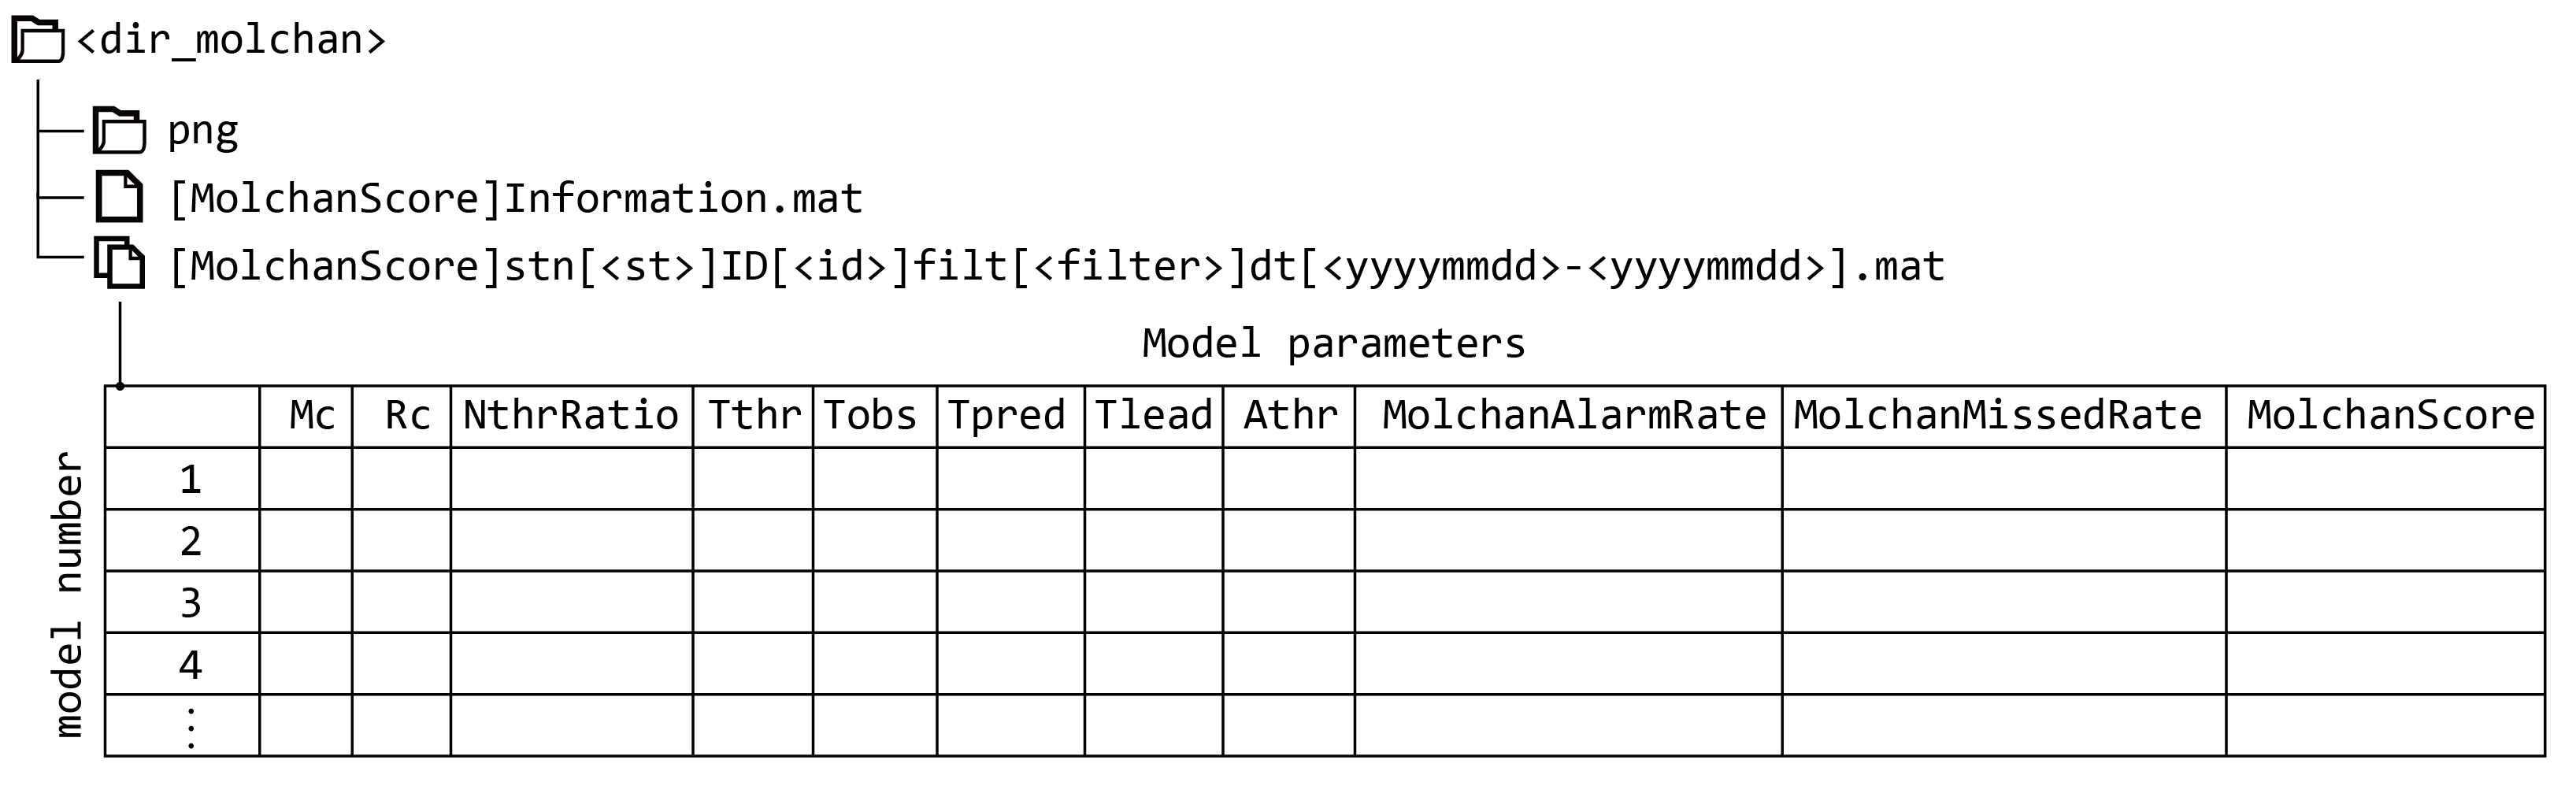 <dir_molchan>
png
[MolchanScore]Information.mat
[MolchanScore]stn[<st>]ID[<id>]filt[<filter>]dt[<yyyymmdd>-<yyyymmdd>].mat
Model parameters
Mc Rc NthrRatio Tthr Tobs Tpred Tlead Athr MolchanAlarmRate MolchanMissedRate MolchanScore
model number
1
2
3
4
⋮